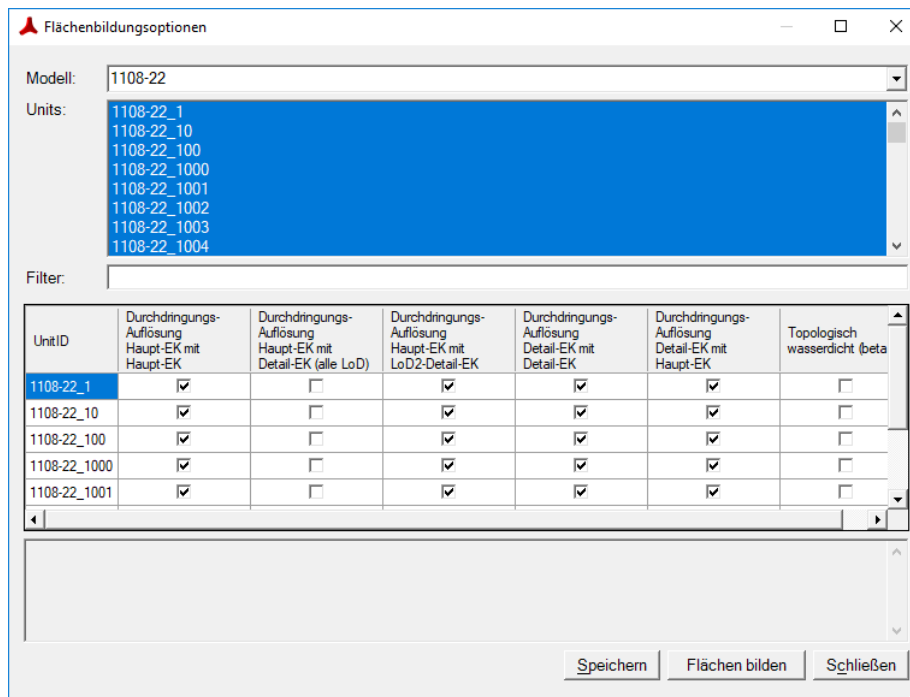 Flächenbildungsoptionen
Modell: 1108-22
Units:
1108-22_1
1108-22_10
1108-22_100
1108-22_1000
1108-22_1001
1108-22_1002
1108-22_1003
1108-22_1004
Filter:
UnitID
Durchdringungs-
Auflösung
Haupt-EK mit
Haupt-EK
Durchdringungs-
Auflösung
Haupt-EK mit
Detail-EK (alle LoD)
Durchdringungs-
Auflösung
Haupt-EK mit
LoD2-Detail-EK
Durchdringungs-
Auflösung
Detail-EK mit
Detail-EK
Durchdringungs-
Auflösung
Detail-EK mit
Haupt-EK
Topologisch
wasserdicht (beta
1108-22_1
1108-22_10
1108-22_100
1108-22_1000
1108-22_1001
Speichern Flächen bilden Schließen